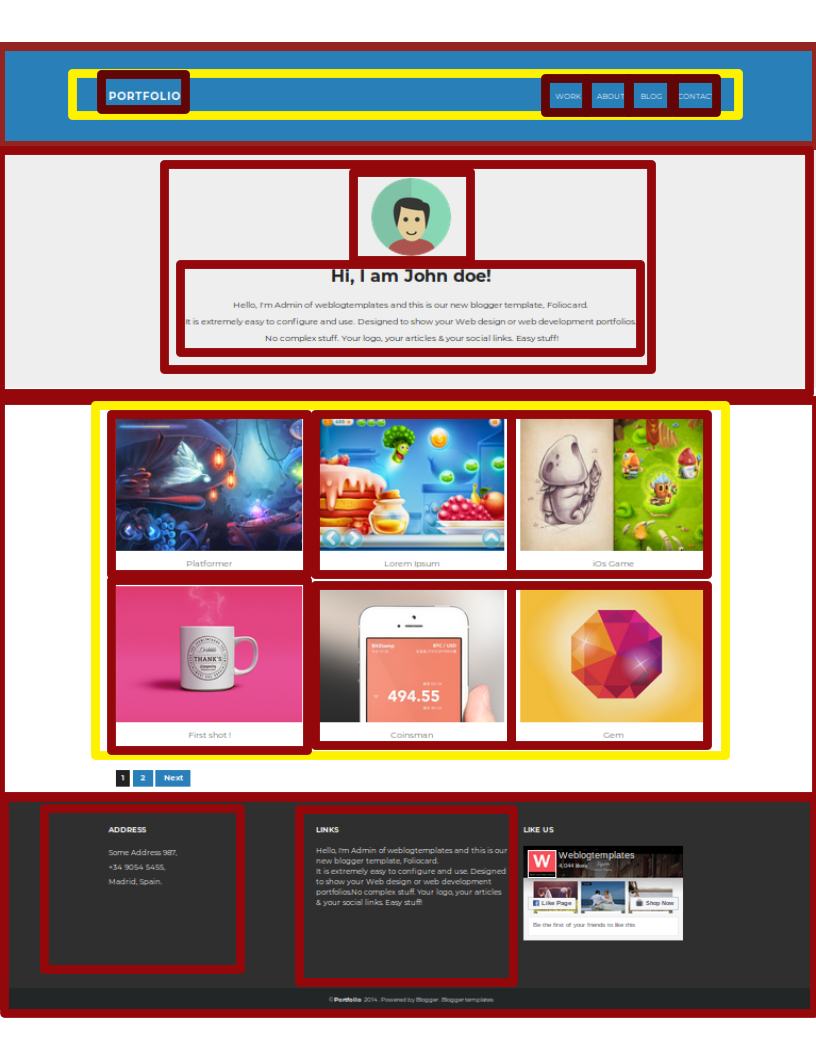 PORTFOLIO
WORK ABOUT BLOG CONTACT
Hi, I am John doe!
Hello, I'm Admin of weblogtemplates and this is our new blogger template, Foliocard.
It is extremely easy to configure and use. Designed to show your Web design or web development portfolios.
No complex stuff. Your logo, your articles & your social links. Easy stuff!
Platformer
Lorem Ipsum
iOs Game
THANK'S
BTC / USD
494.55
First shot !
Coinsman
Gem
1 2 Next
ADDRESS
Some Address 987,
+34 9054 5455,
Madrid, Spain.
LINKS
Hello, I'm Admin of weblogtemplates and this is our
new blogger template, Foliocard.
It is extremely easy to configure and use. Designed
to show your Web design or web development
portfolios.No complex stuff. Your logo, your articles
& your social links. Easy stuff!
LIKE US
W
Weblogtemplates
4,044 likes
Like Page
Shop Now
Be the first of your friends to like this
© Portfolio 2014 . Powered by Blogger . Blogger templates